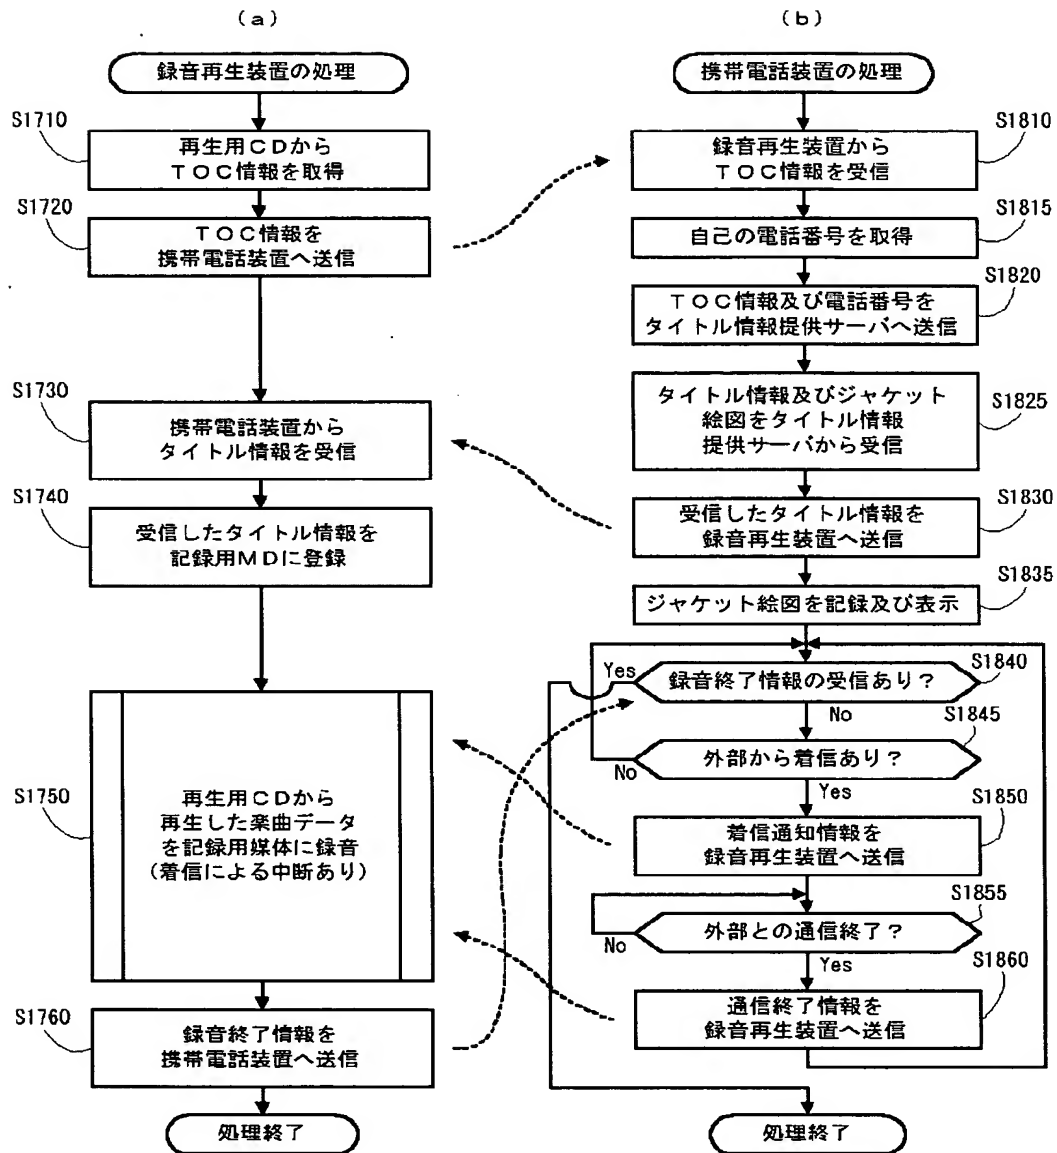 (a)
録音再生装置の処理
S1710
再生用CDから
TOC情報を取得
S1720
TOC情報を
携帯電話装置へ送信
S1730
携帯電話装置から
タイトル情報を受信
S1740
受信したタイトル情報を
記録用MDに登録
S1750
再生用CDから
再生した楽曲データ
を記録用媒体に録音
(着信による中断あり)
S1760
録音終了情報を
携帯電話装置へ送信
処理終了
(b)
携帯電話装置の処理
S1810
録音再生装置から
TOC情報を受信
S1815
自己の電話番号を取得
S1820
TOC情報及び電話番号を
タイトル情報提供サーバへ送信
S1825
タイトル情報及びジャケット
絵図をタイトル情報
提供サーバから受信
S1830
受信したタイトル情報を
録音再生装置へ送信
S1835
ジャケット絵図を記録及び表示
S1840
Yes
録音終了情報の受信あり?
No
S1845
外部から着信あり?
No
Yes
S1850
着信通知情報を
録音再生装置へ送信
S1855
外部との通信終了?
No
Yes
S1860
通信終了情報を
録音再生装置へ送信
処理終了